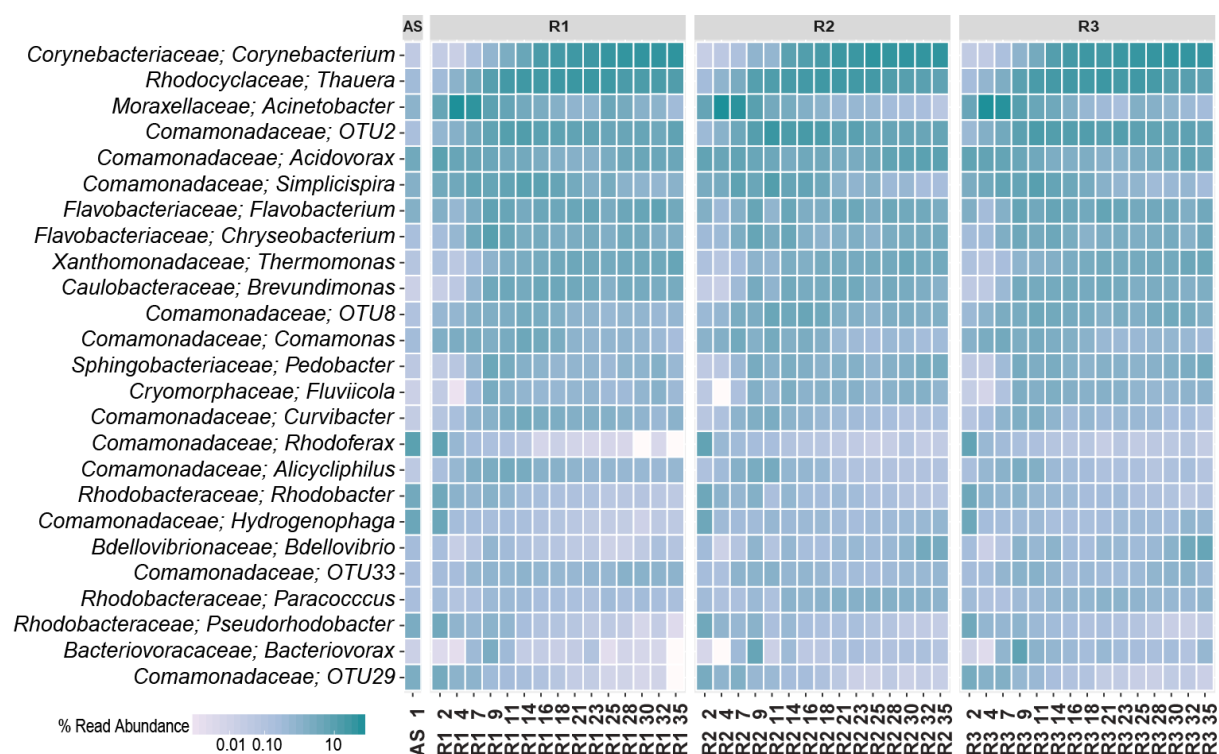 AS R1 R2 R3
Corynebacteriaceae; Corynebacterium
Rhodocyclaceae; Thauera
Moraxellaceae; Acinetobacter
Comamonadaceae; OTU2
Comamonadaceae; Acidovorax
Comamonadaceae; Simplicispira
Flavobacteriaceae; Flavobacterium
Flavobacteriaceae; Chryseobacterium
Xanthomonadaceae; Thermomonas
Caulobacteraceae; Brevundimonas
Comamonadaceae; OTU8
Comamonadaceae; Comamonas
Sphingobacteriaceae; Pedobacter
Cryomorphaceae; Fluviicola
Comamonadaceae; Curvibacter
Comamonadaceae; Rhodoferax
Comamonadaceae; Alicycliphilus
Rhodobacteraceae; Rhodobacter
Comamonadaceae; Hydrogenophaga
Bdellovibrionaceae; Bdellovibrio
Comamonadaceae; OTU33
Rhodobacteraceae; Paracocccus
Rhodobacteraceae; Pseudorhodobacter
Bacteriovoracaceae; Bacteriovorax
Comamonadaceae; OTU29
AS 1
R1 2
R1 4
R1 7
R1 9
R1 11
R1 14
R1 16
R1 18
R1 21
R1 23
R1 25
R1 28
R1 30
R1 35
R2 2
R2 4
R2 7
R2 9
R2 11
R2 14
R2 16
R2 18
R2 21
R2 23
R2 25
R2 28
R2 30
R2 32
R2 35
R3 2
R3 4
R3 7
R3 9
R3 11
R3 14
R3 16
R3 18
R3 21
R3 23
R3 25
R3 28
R3 30
R3 32
R3 35
% Read Abundance
0.01 0.10 10